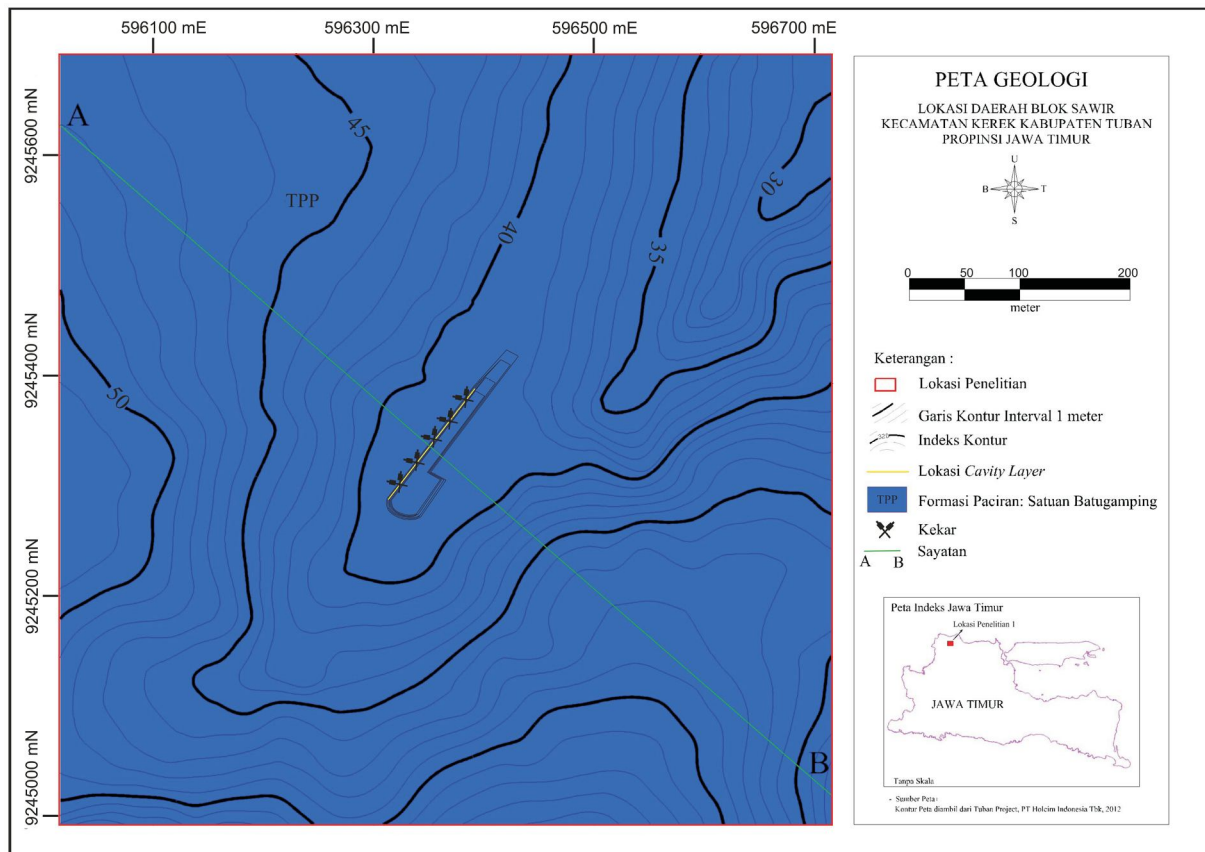 596100 mE 596300 mE 596500 mE 596700 mE
9245600 mN
9245400 mN
9245200 mN
9245000 mN
A
45
TPP
40
35
30
50
B
PETA GEOLOGI
LOKASI DAERAH BLOK SAWIR
KECAMATAN KEREK KABUPATEN TUBAN
PROPINSI JAWA TIMUR
U
B T
S
0 50 100 200
meter
Keterangan :
Lokasi Penelitian
Garis Kontur Interval 1 meter
Indeks Kontur
Lokasi Cavity Layer
TPP Formasi Paciran: Satuan Batugamping
Kekar
Sayatan
A B
Peta Indeks Jawa Timur
Lokasi Penelitian 1
JAWA TIMUR
Tanpa Skala
- Sumber Peta:
Kontur Peta diambil dari Tuban Project, PT Holcim Indonesia Tbk, 2012